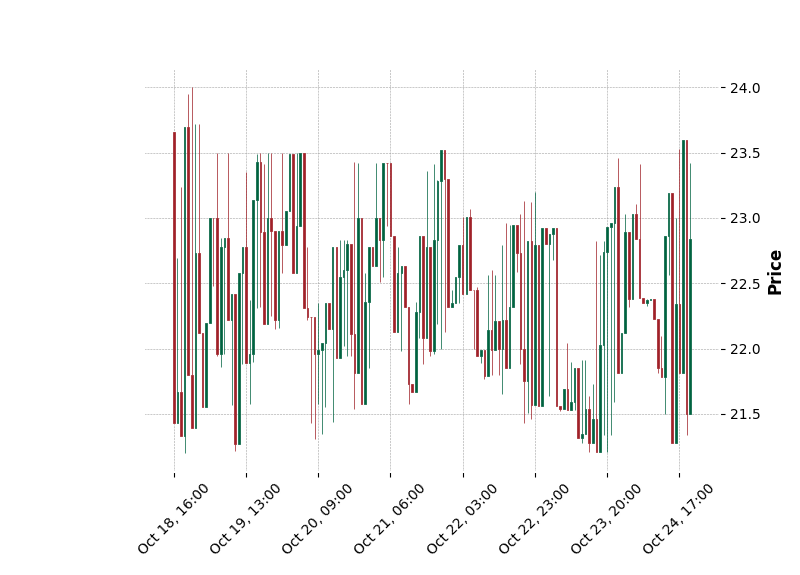 24.0
23.5
23.0
22.5
22.0
21.5
Price
Oct 18, 16:00
Oct 19, 13:00
Oct 20, 09:00
Oct 21, 06:00
Oct 22, 03:00
Oct 22, 23:00
Oct 23, 20:00
Oct 24, 17:00